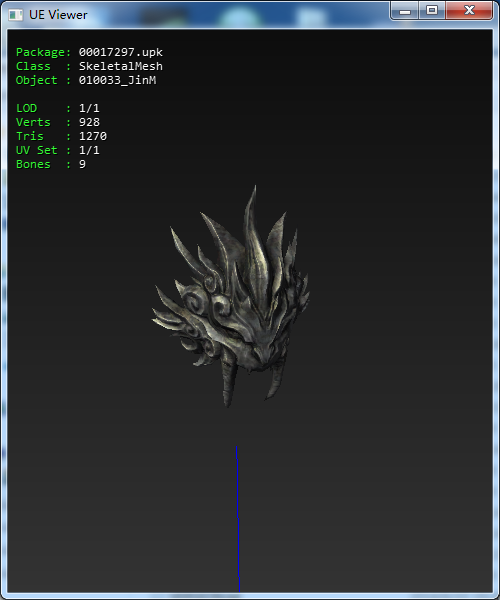 UE Viewer
Package: 00017297.upk
Class : SkeletalMesh
Object : 010033_JinM
LOD : 1/1
Verts : 928
Tris : 1270
UV Set : 1/1
Bones : 9